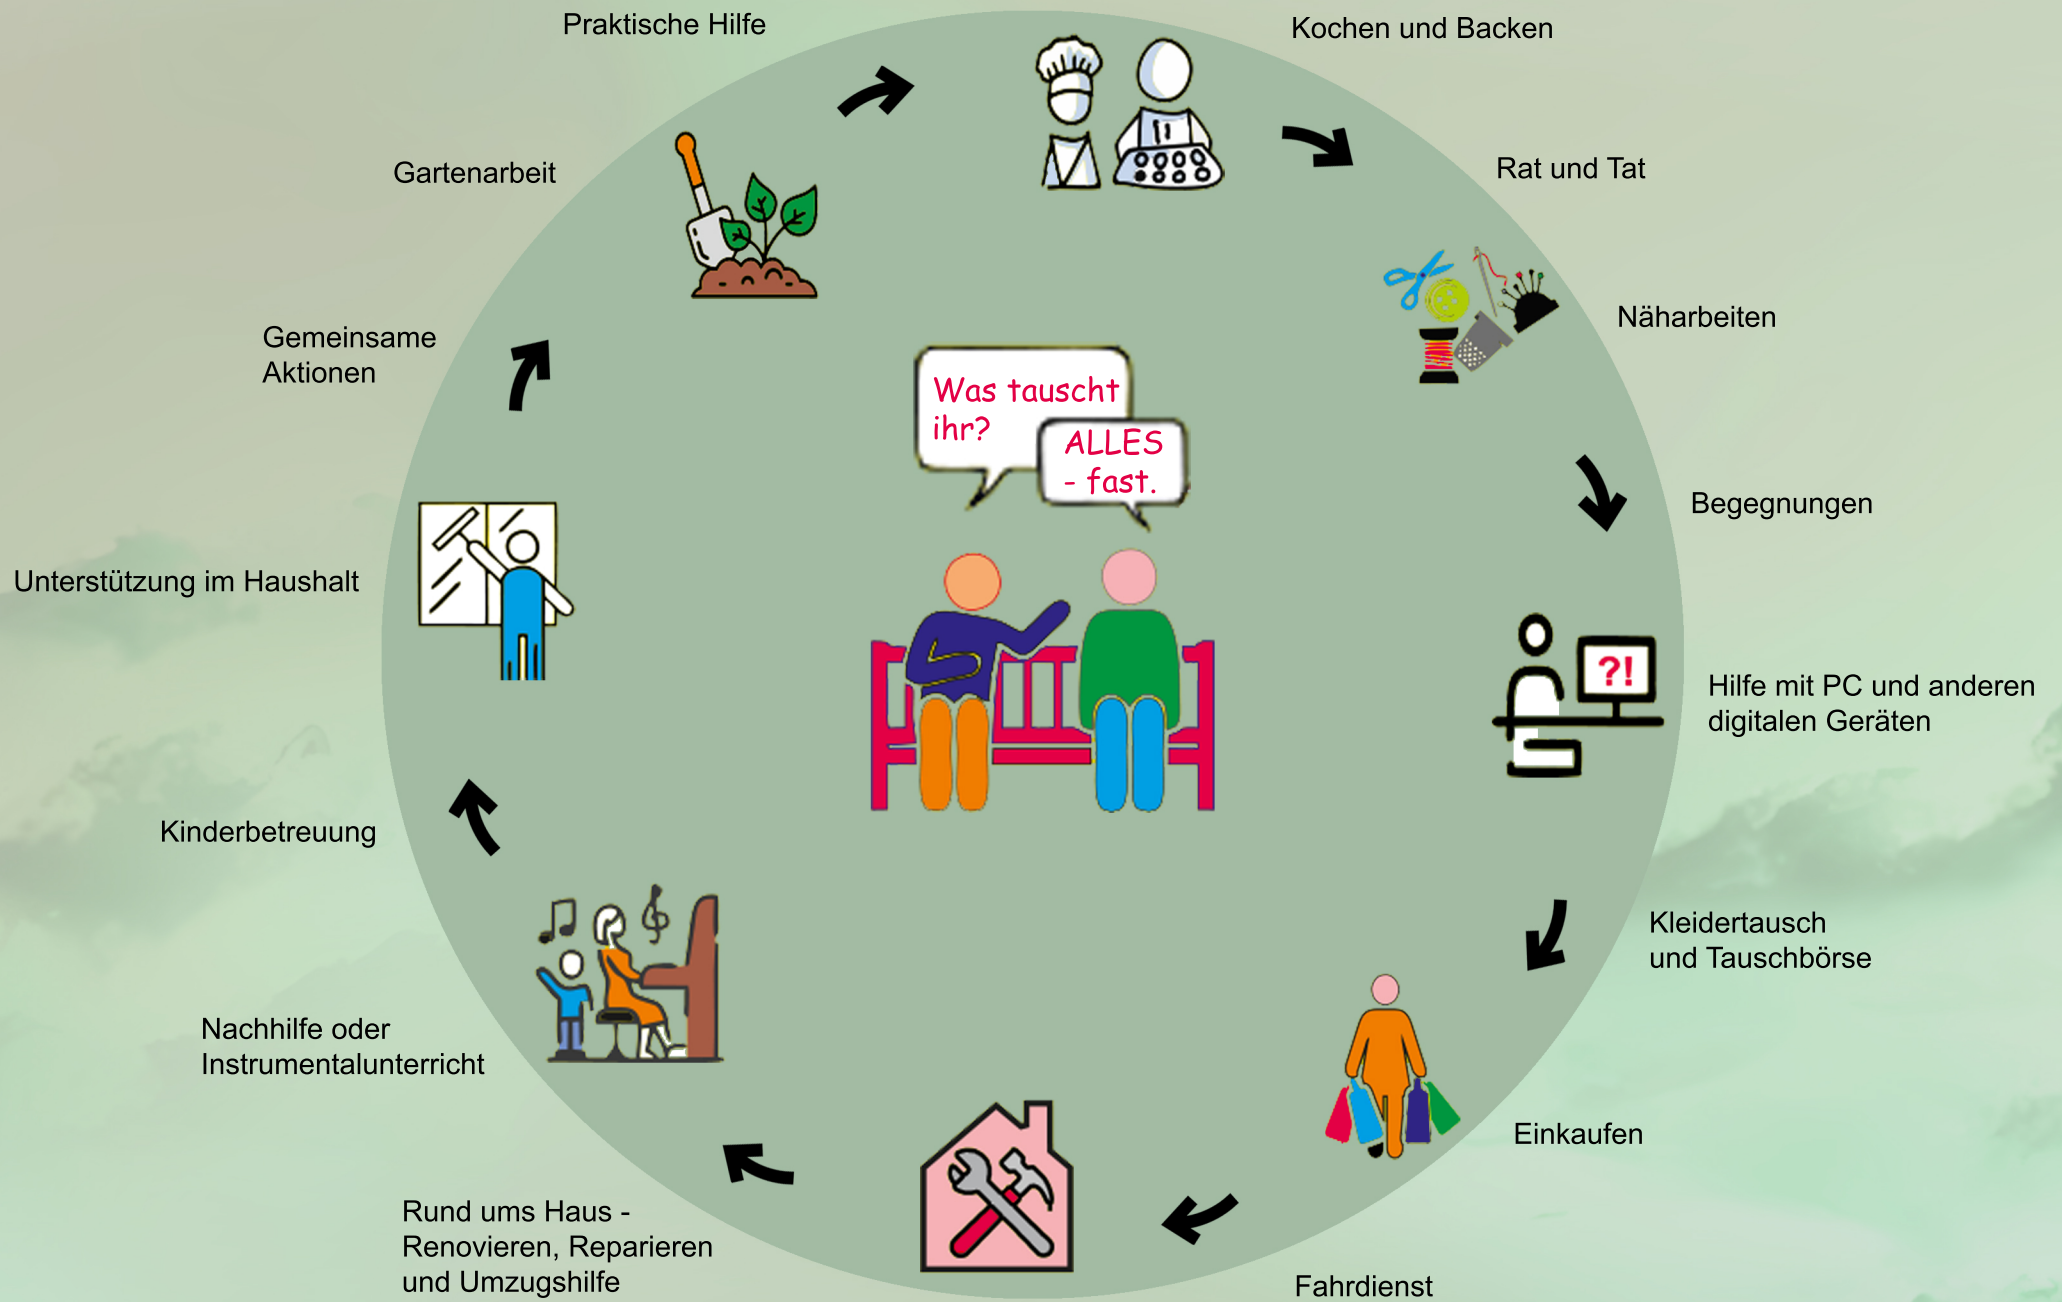 Praktische Hilfe
Kochen und Backen
Rat und Tat
Näharbeiten
Begegnungen
?!
Hilfe mit PC und anderen
digitalen Geräten
Kleidertausch
und Tauschbörse
Einkaufen
Fahrdienst
Rund ums Haus -
Renovieren, Reparieren
und Umzugshilfe
Nachhilfe oder
Instrumentalunterricht
Kinderbetreuung
Unterstützung im Haushalt
Gemeinsame
Aktionen
Gartenarbeit
Was tauscht
ihr?
ALLES
- fast.